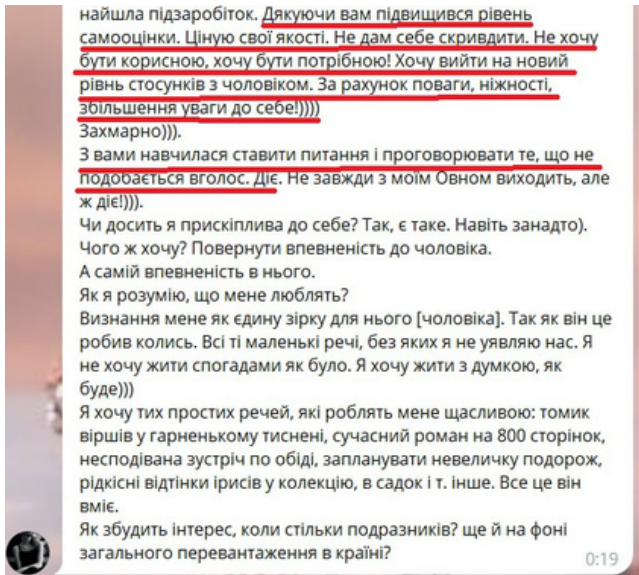 найшла підзаробіток. Дякуючи вам підвищився рівень
самооцінки. Ціную свої якості. Не дам себе скривдити. Не хочу
бути корисною, хочу бути потрібною! Хочу вийти на новий
рівнь стосунків з чоловіком. За рахунок поваги, ніжності,
збільшення уваги до себе!))))
Захмарно))).
З вами навчилася ставити питання і проговорювати те, що не
подобається вголос. Діє. Не завжди з моїм Овном виходить, але
ж діє!))).
Чи досить я прискіплива до себе? Так, є таке. Навіть занадто).
Чого ж хочу? Повернути впевненість до чоловіка.
А самій впевненість в нього.
Як я розумію, що мене люблять?
Визнання мене як єдину зірку для нього [чоловіка]. Так як він це
робив колись. Всі ті маленькі речі, без яких я не уявляю нас. Я
не хочу жити спогадами як було. Я хочу жити з думкою, як
буде)))
Я хочу тих простих речей, які роблять мене щасливою: томик
віршів у гарненькому тиснені, сучасний роман на 800 сторінок,
несподівана зустріч по обіді, запланувати невеличку подорож,
рідкісні відтінки ірисів у колекцію, в садок і т. інше. Все це він
вміє.
Як збудить інтерес, коли стільки подразників? ще й на фоні
загального перевантаження в країні?
0:19